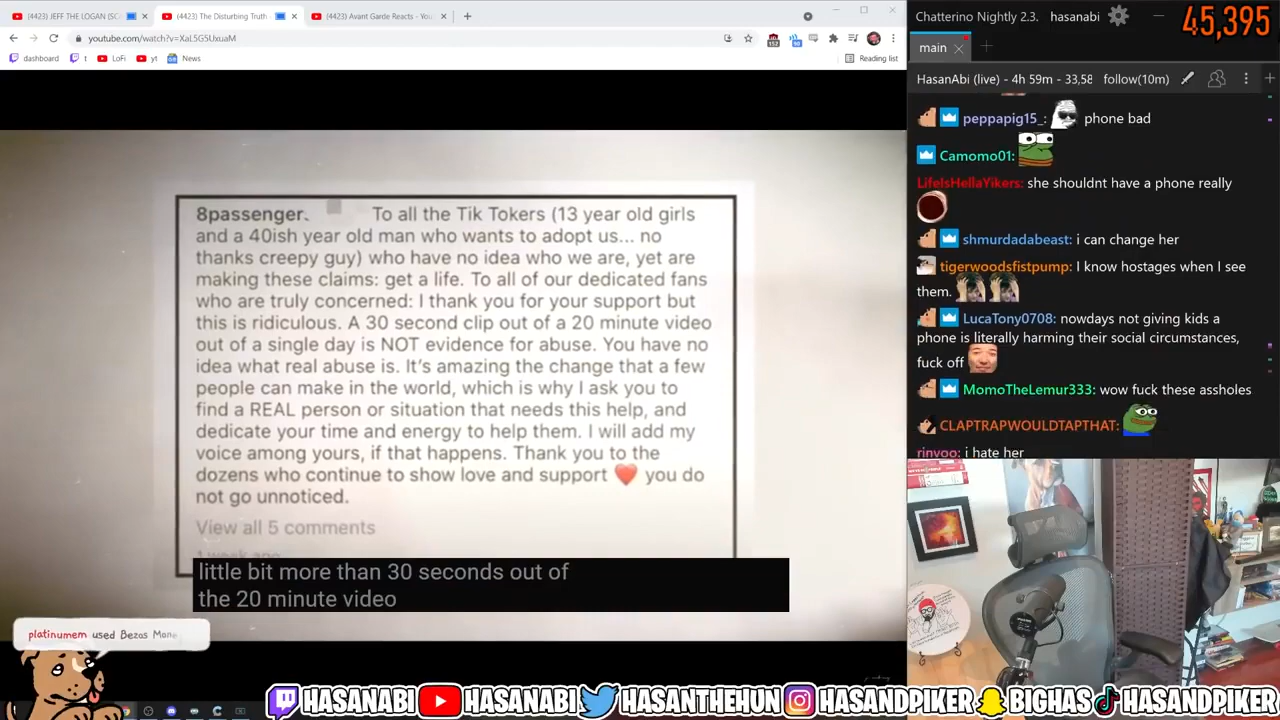 (4423) JEFF THE LOGAN (SC
(4423) The Disturbing Truth
(4423) Avant Garde Reacts - You
youtube.com/watch?v=XaL5G5UxuaM
dashboard
t
LoFi
yt
News
Reading list
8passenger
To all the Tik Tokers (13 year old girls
and a 40ish year old man who wants to adopt us... no
thanks creepy guy) who have no idea who we are, yet are
making these claims: get a life. To all of our dedicated fans
who are truly concerned: I thank you for your support but
this is ridiculous. A 30 second clip out of a 20 minute video
out of a single day is NOT evidence for abuse. You have no
idea what real abuse is. It's amazing the change that a few
people can make in the world, which is why I ask you to
find a REAL person or situation that needs this help, and
dedicate your time and energy to help them. I will add my
voice among yours, if that happens. Thank you to the
dozens who continue to show love and support ❤️ you do
not go unnoticed.
View all 5 comments
1 week ago
little bit more than 30 seconds out of
the 20 minute video
platinumem used Bezos Mone
Chatterino Nightly 2.3. hasanabi
45,395
main
HasanAbi (live) - 4h 59m - 33,58 follow(10m)
peppapig15_: phone bad
Camomo01:
LifeIsHellaYikers: she shouldnt have a phone really
shmurdadabeast: i can change her
tigerwoodsfistpump: I know hostages when I see
them.
LucaTony0708: nowdays not giving kids a
phone is literally harming their social circumstances,
fuck off
MomoTheLemur333: wow fuck these assholes
CLAPTRAPWOULDTAPTHAT:
rinvoo: i hate her
HASANABI HASANABI HASANTHEHUN HASANDPIKER BIGHAS HASANDPIKER